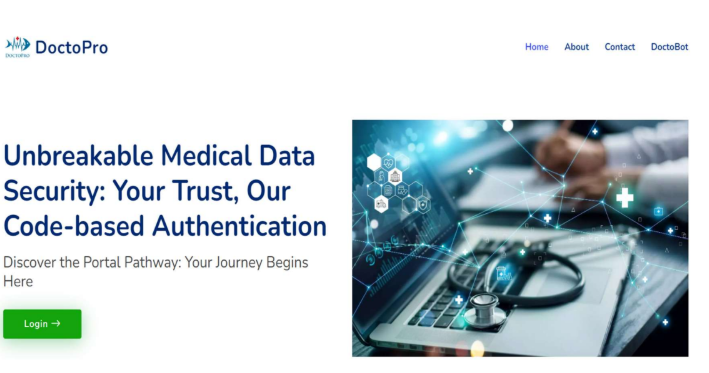 DoctoPro
DOCTOPRO
Home About Contact DoctoBot
Unbreakable Medical Data
Security: Your Trust, Our
Code-based Authentication
Discover the Portal Pathway: Your Journey Begins
Here
Login →